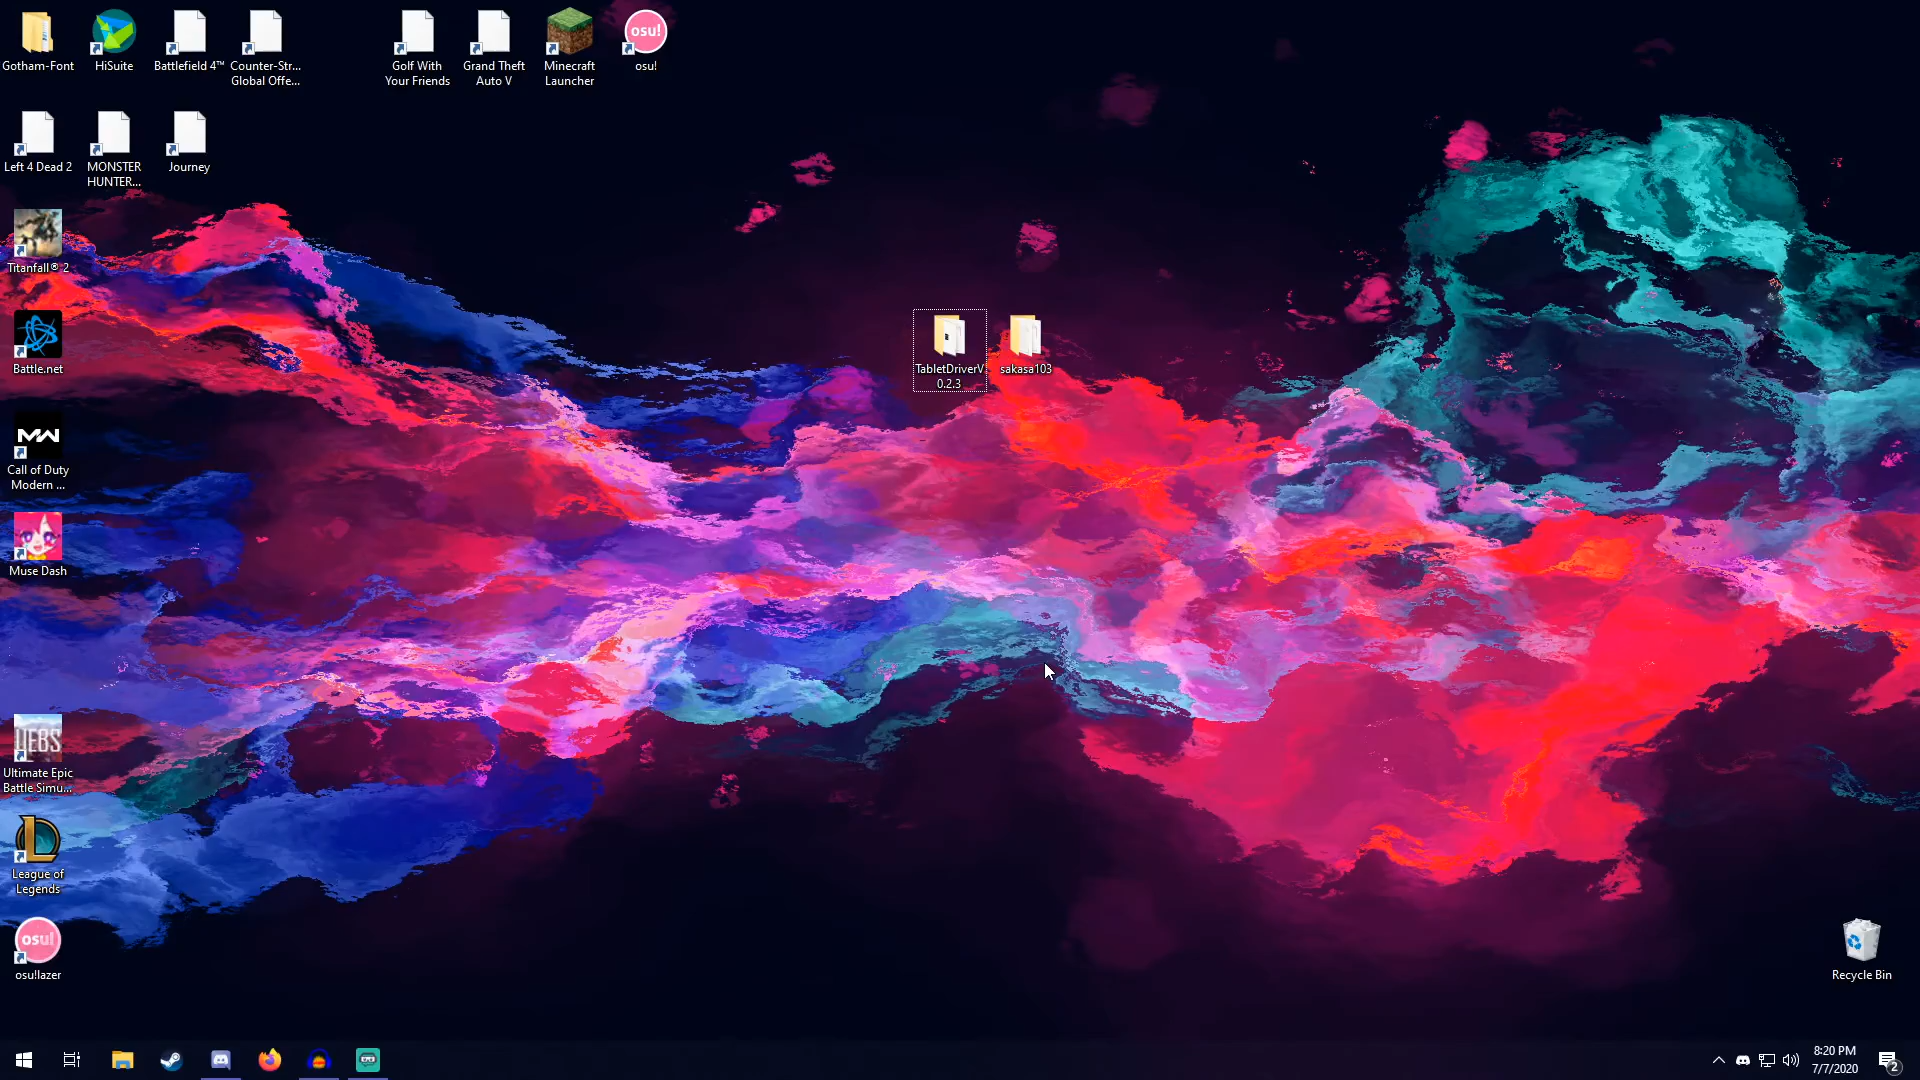 Gotham-Font
HiSuite
Battlefield 4™
Counter-Str...
Global Offe...
Golf With
Your Friends
Grand Theft
Auto V
Minecraft
Launcher
osu!
osu!
Left 4 Dead 2
MONSTER
HUNTER...
Journey
Titanfall® 2
TabletDriverV
0.2.3
sakasa103
Battle.net
MW
Call of Duty
Modern ...
Muse Dash
UEBS
Ultimate Epic
Battle Simu...
L
League of
Legends
osu!
osu!lazer
Recycle Bin
8:20 PM
7/7/2020
2